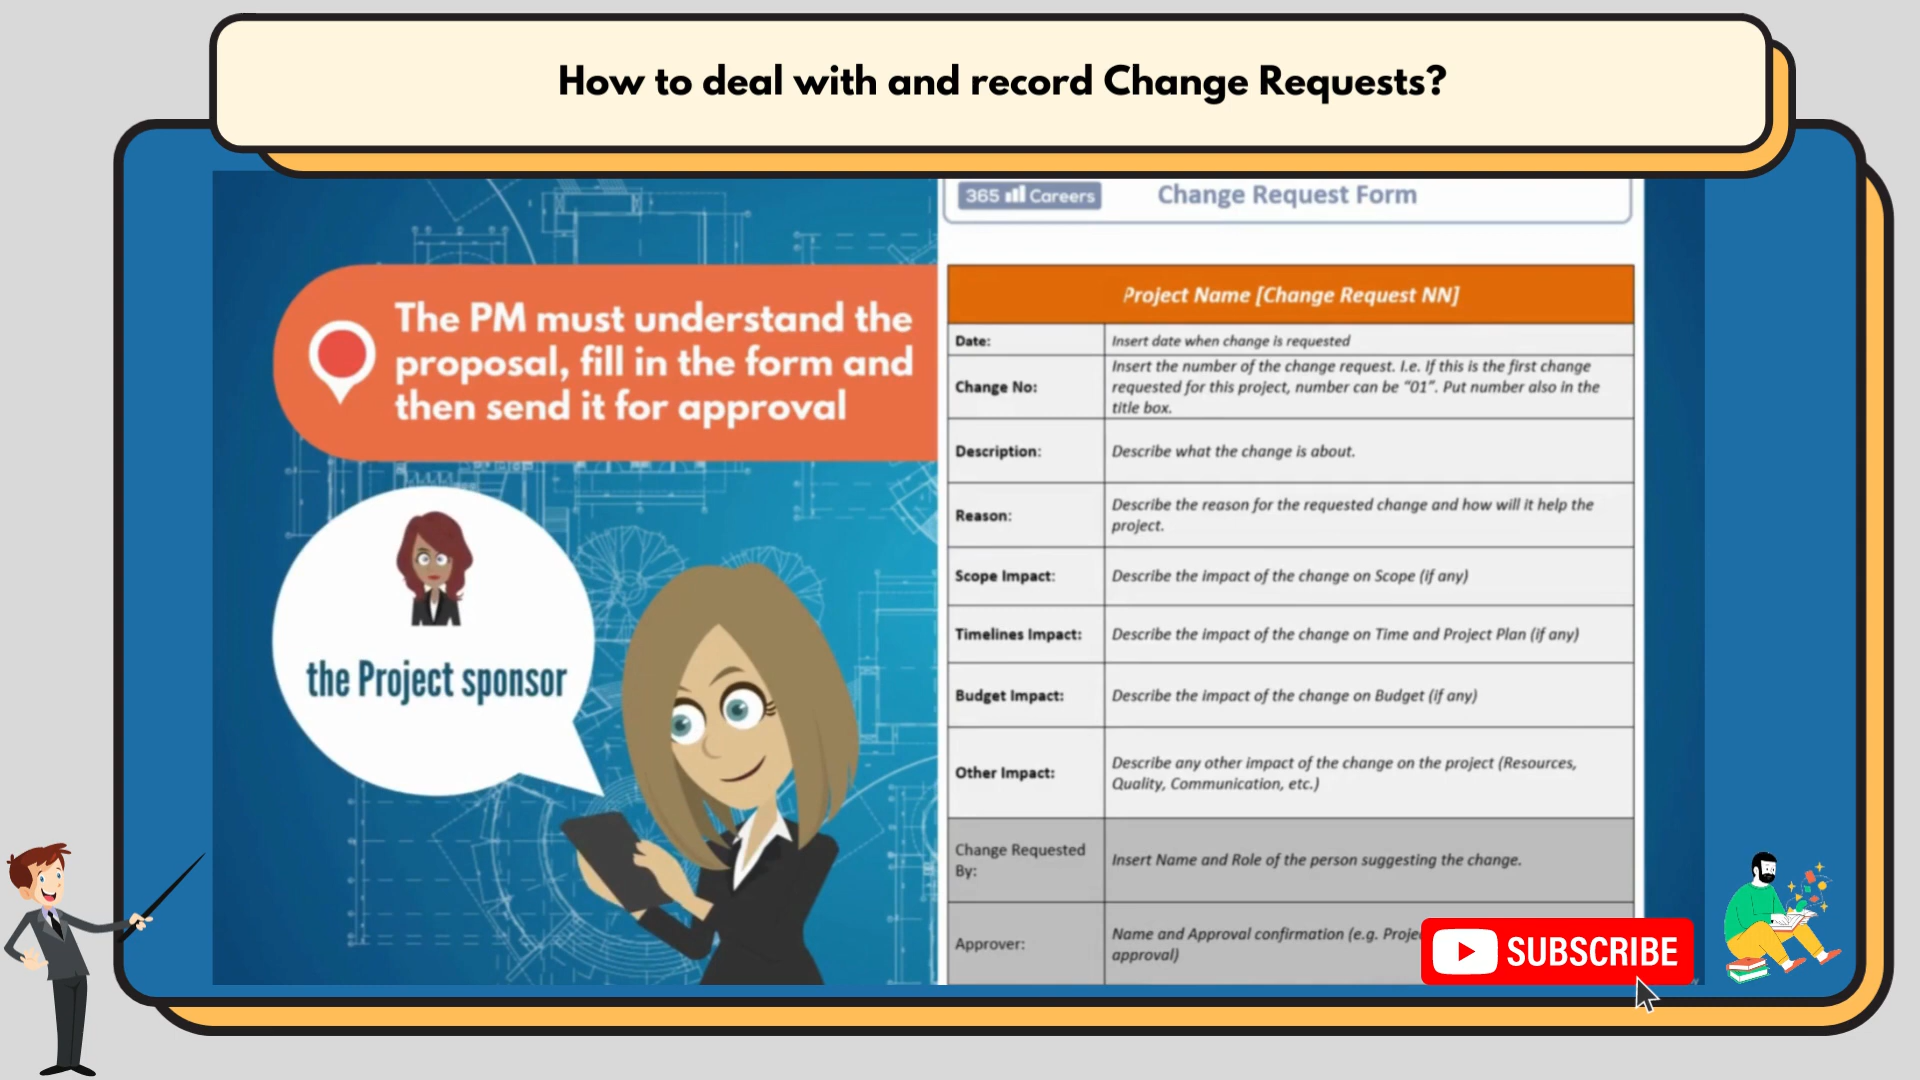 How to deal with and record Change Requests?
365 Careers
Change Request Form
The PM must understand the
proposal, fill in the form and
then send it for approval
the Project sponsor
Project Name [Change Request NN]
Date:
Insert date when change is requested
Change No:
Insert the number of the change request. I.e. If this is the first change
requested for this project, number can be “01”. Put number also in the
title box.
Description:
Describe what the change is about.
Reason:
Describe the reason for the requested change and how will it help the
project.
Scope Impact:
Describe the impact of the change on Scope (if any)
Timelines Impact:
Describe the impact of the change on Time and Project Plan (if any)
Budget Impact:
Describe the impact of the change on Budget (if any)
Other Impact:
Describe any other impact of the change on the project (Resources,
Quality, Communication, etc.)
Change Requested
By:
Insert Name and Role of the person suggesting the change.
Approver:
Name and Approval confirmation (e.g.
approval)
SUBSCRIBE